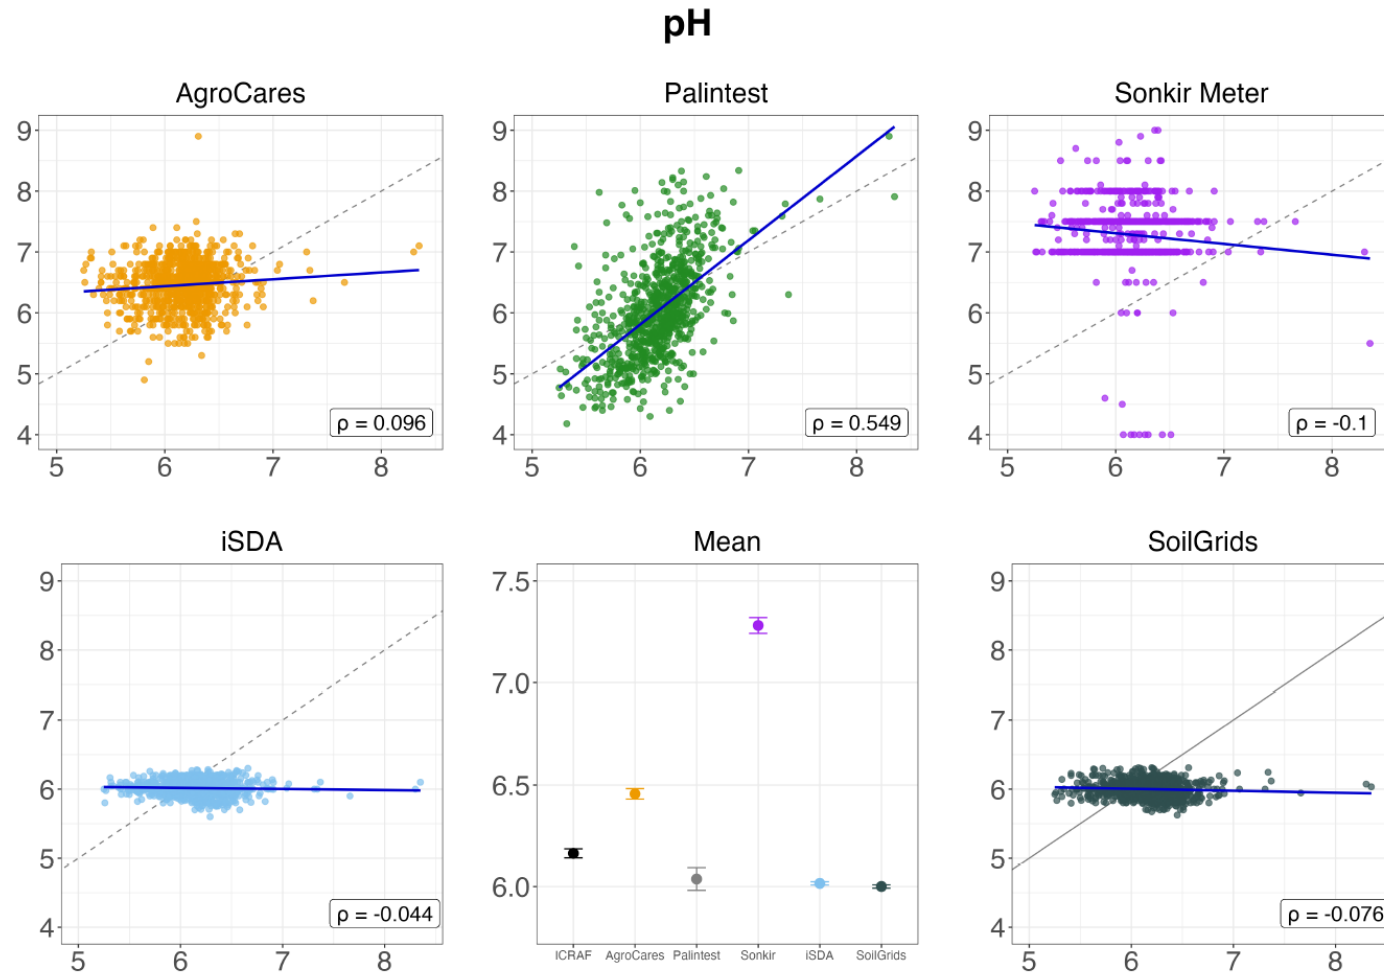 pH
AgroCares
9
8
7
6
5
4
ρ = 0.096
5 6 7 8
Palintest
9
8
7
6
5
4
ρ = 0.549
5 6 7 8
Sonkir Meter
9
8
7
6
5
4
ρ = -0.1
5 6 7 8
iSDA
9
8
7
6
5
4
ρ = -0.044
5 6 7 8
Mean
7.5
7.0
6.5
6.0
ICRAF AgroCares Palintest Sonkir iSDA SoilGrids
SoilGrids
9
8
7
6
5
4
ρ = -0.076
5 6 7 8